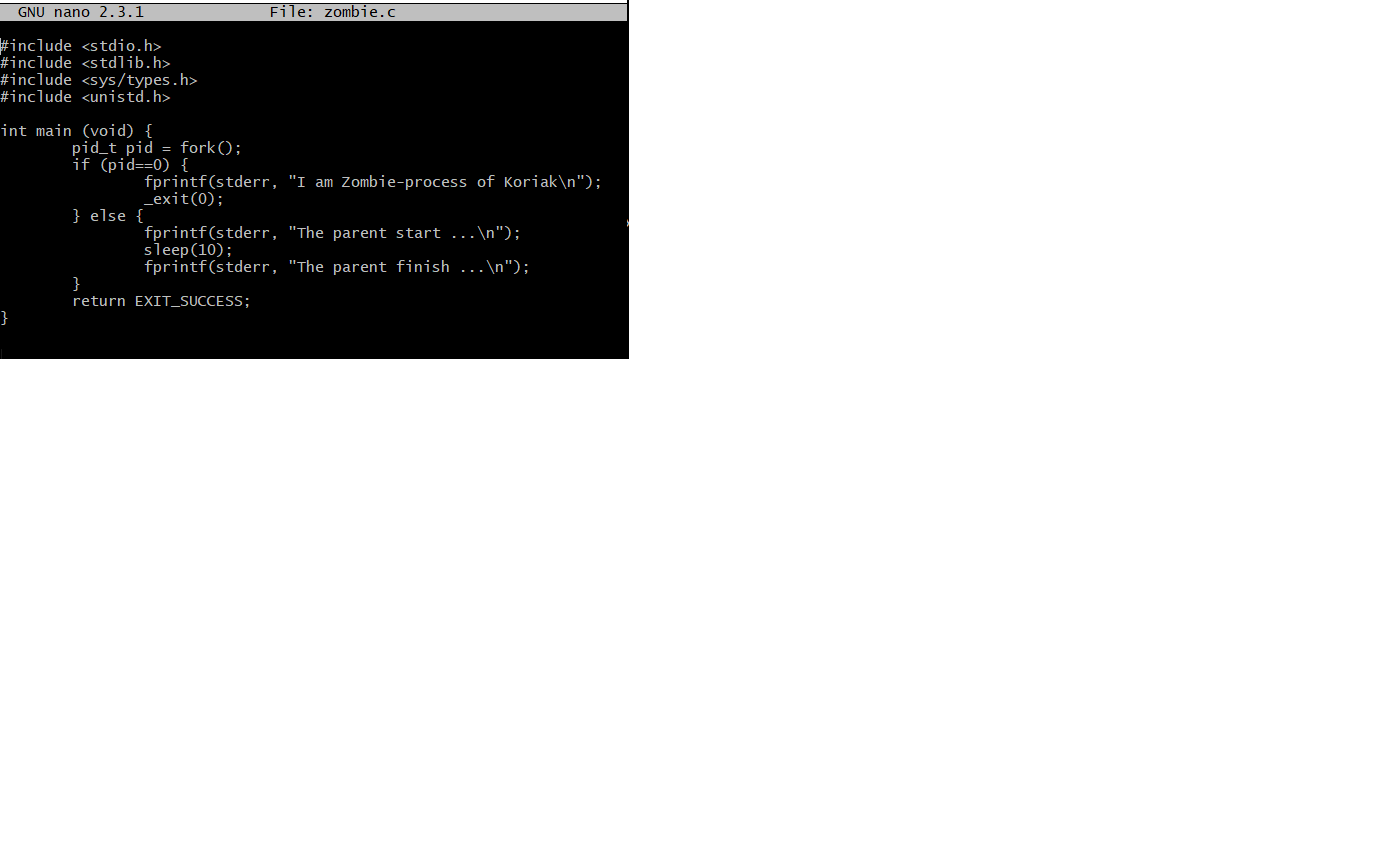 GNU nano 2.3.1 File: zombie.c
#include <stdio.h>
#include <stdlib.h>
#include <sys/types.h>
#include <unistd.h>
int main (void) {
pid_t pid = fork();
if (pid==0) {
fprintf(stderr, "I am Zombie-process of Koriak\n");
_exit(0);
} else {
fprintf(stderr, "The parent start ...\n");
sleep(10);
fprintf(stderr, "The parent finish ...\n");
}
return EXIT_SUCCESS;
}